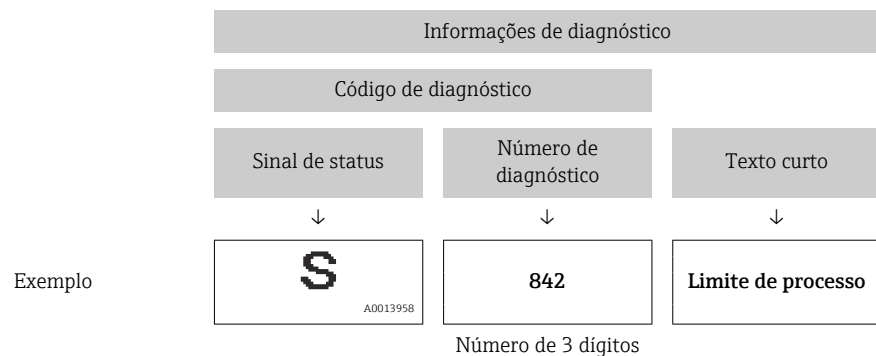 Informações de diagnóstico
Código de diagnóstico
Sinal de status
Número de
diagnóstico
Texto curto
↓ ↓ ↓
Exemplo
S
A0013958
842
Limite de processo
Número de 3 dígitos